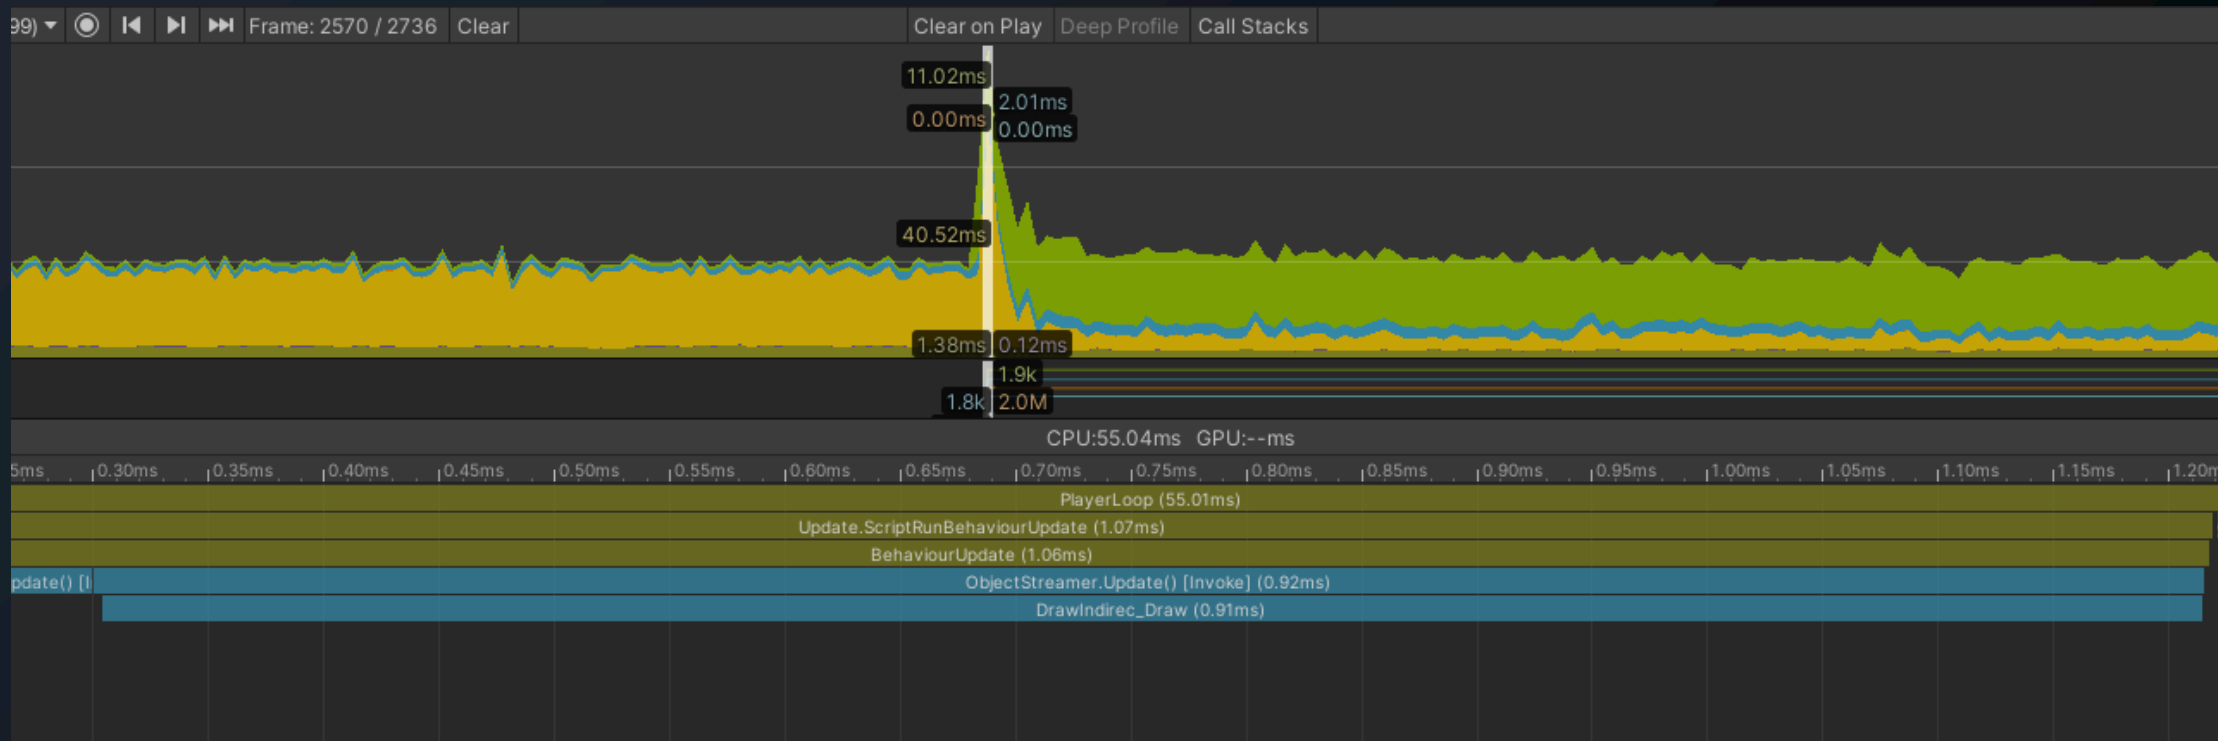 99)
Frame: 2570 / 2736
Clear
Clear on Play
Deep Profile
Call Stacks
11.02ms
2.01ms
0.00ms
0.00ms
40.52ms
1.38ms
0.12ms
1.9k
1.8k
2.0M
CPU:55.04ms GPU:--ms
5ms 0.30ms 0.35ms 0.40ms 0.45ms 0.50ms 0.55ms 0.60ms 0.65ms 0.70ms 0.75ms 0.80ms 0.85ms 0.90ms 0.95ms 1.00ms 1.05ms 1.10ms 1.15ms 1.20m
PlayerLoop (55.01ms)
Update.ScriptRunBehaviourUpdate (1.07ms)
BehaviourUpdate (1.06ms)
pdate() [I
ObjectStreamer.Update() [Invoke] (0.92ms)
DrawIndirec_Draw (0.91ms)